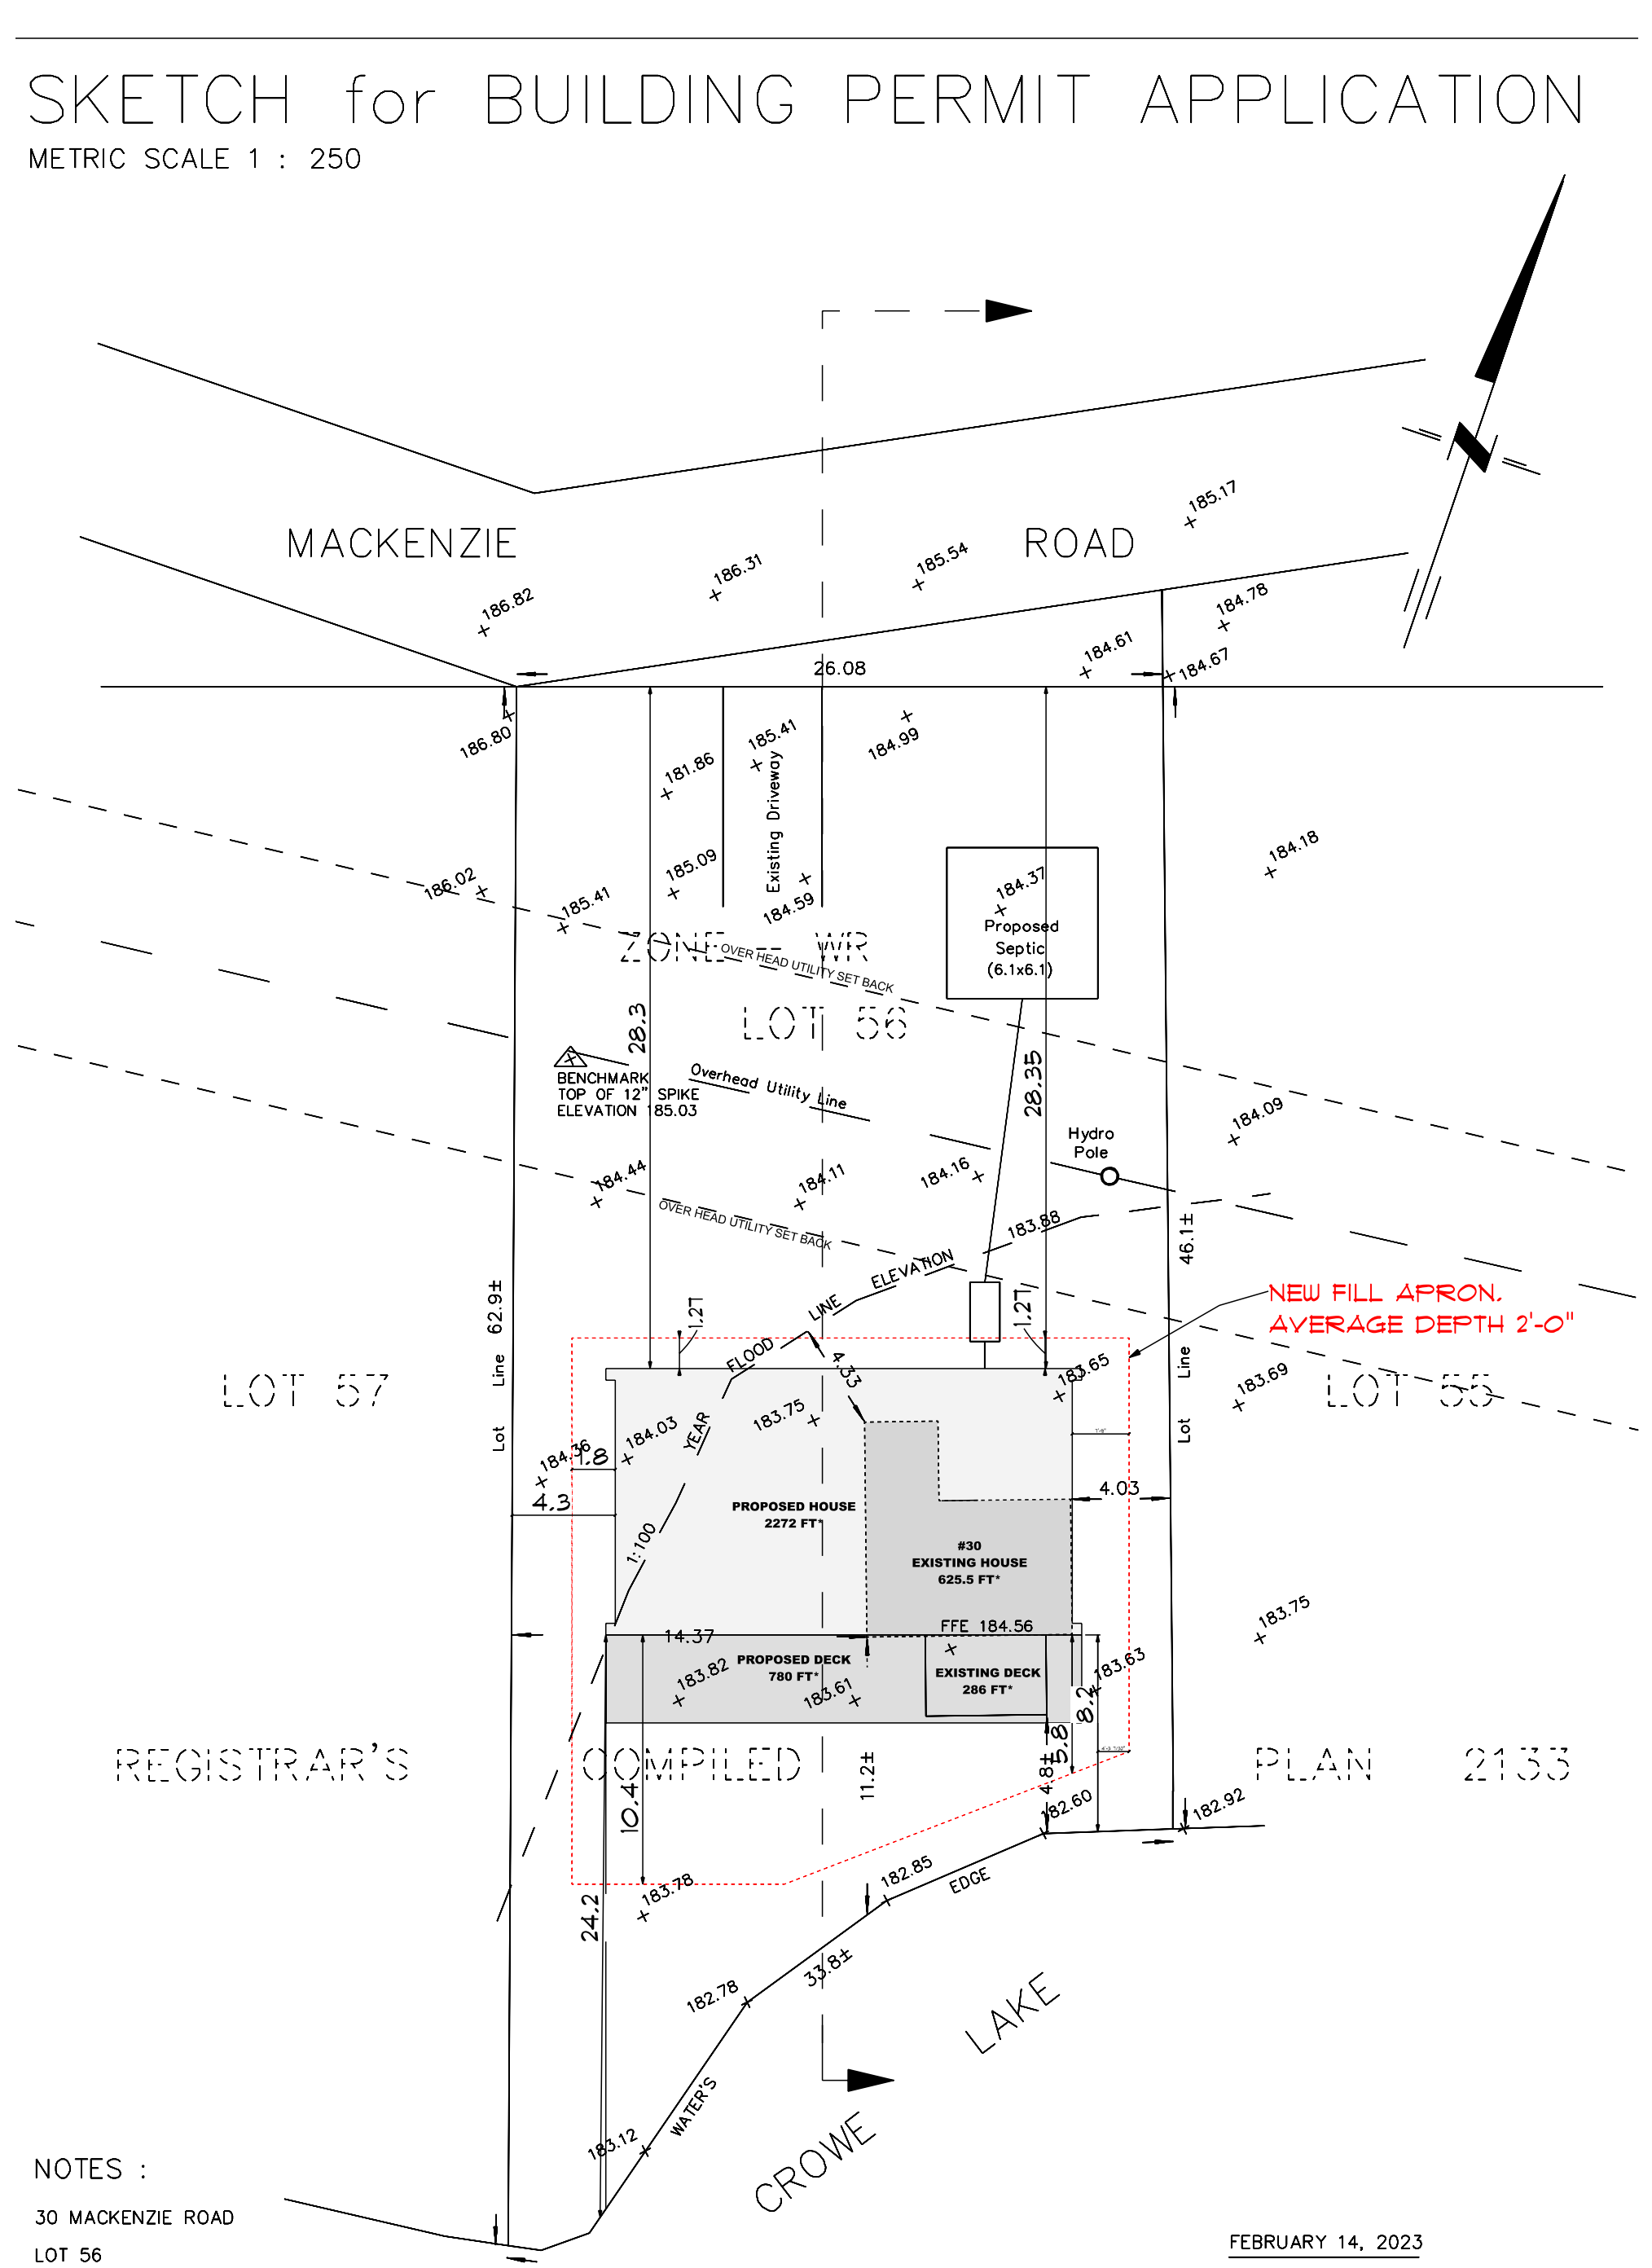 SKETCH for BUILDING PERMIT APPLICATION
METRIC SCALE 1 : 250
MACKENZIE ROAD
185.17
185.54
186.31
186.82
184.78
184.61
184.67
26.08
186.80
185.41
184.99
181.86
Existing Driveway
184.18
185.09
186.02
185.41
184.59
184.37
Proposed
Septic
(6.1x6.1)
ZONE -- WR
OVER HEAD UTILITY SET BACK
LOT 56
28.3
28.35
BENCHMARK
TOP OF 12" SPIKE
ELEVATION 185.03
Overhead Utility Line
184.09
Hydro
Pole
184.44
184.11
184.16
OVER HEAD UTILITY SET BACK
183.88
46.1±
Lot Line
62.9±
Lot Line
1:100 YEAR FLOOD LINE ELEVATION
NEW FILL APRON.
AVERAGE DEPTH 2'-0"
1.27
1.27
4.33
183.65
183.69
LOT 57
LOT 55
183.75
184.03
184.36
1.8
4.3
4.03
PROPOSED HOUSE
2272 FT*
#30
EXISTING HOUSE
625.5 FT*
183.75
FFE 184.56
14.37
PROPOSED DECK
780 FT*
183.82
183.61
EXISTING DECK
286 FT*
183.63
8.2
5.8
4.8±
11.2±
10.4
REGISTRAR'S COMPILED PLAN 2133
182.60
182.92
182.85
EDGE
183.78
24.2
33.8±
182.78
WATER'S
183.12
CROWE LAKE
NOTES :
30 MACKENZIE ROAD
LOT 56
FEBRUARY 14, 2023